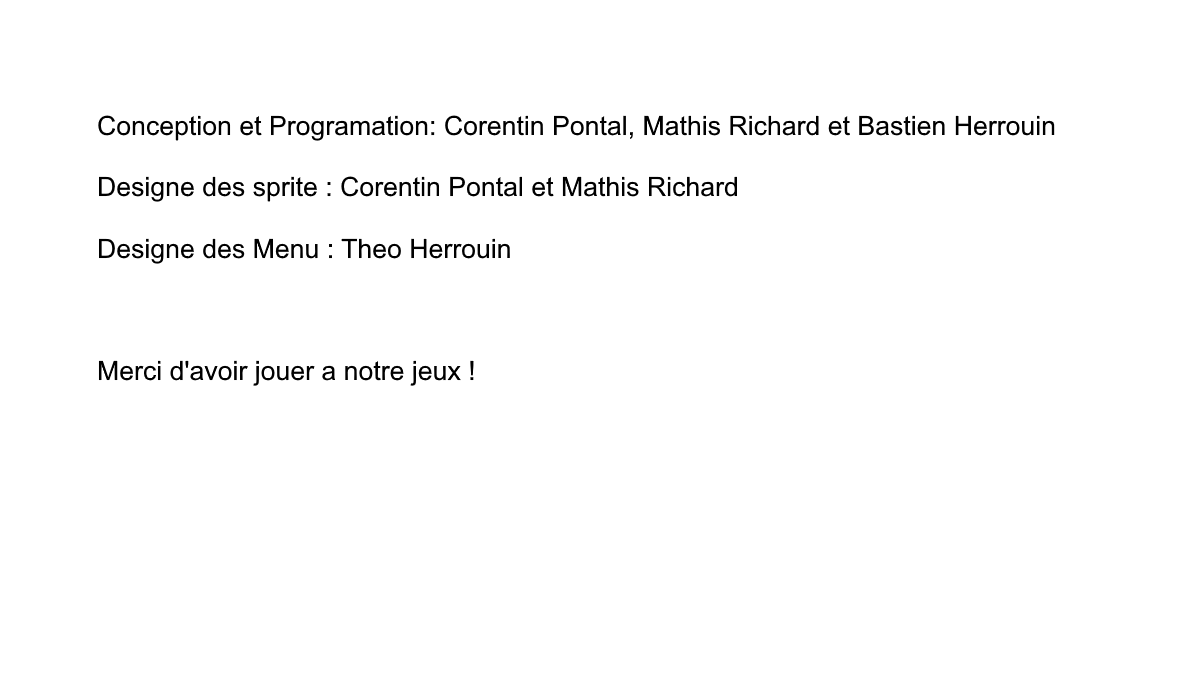 Conception et Programation: Corentin Pontal, Mathis Richard et Bastien Herrouin
Designe des sprite : Corentin Pontal et Mathis Richard
Designe des Menu : Theo Herrouin
Merci d'avoir jouer a notre jeux !